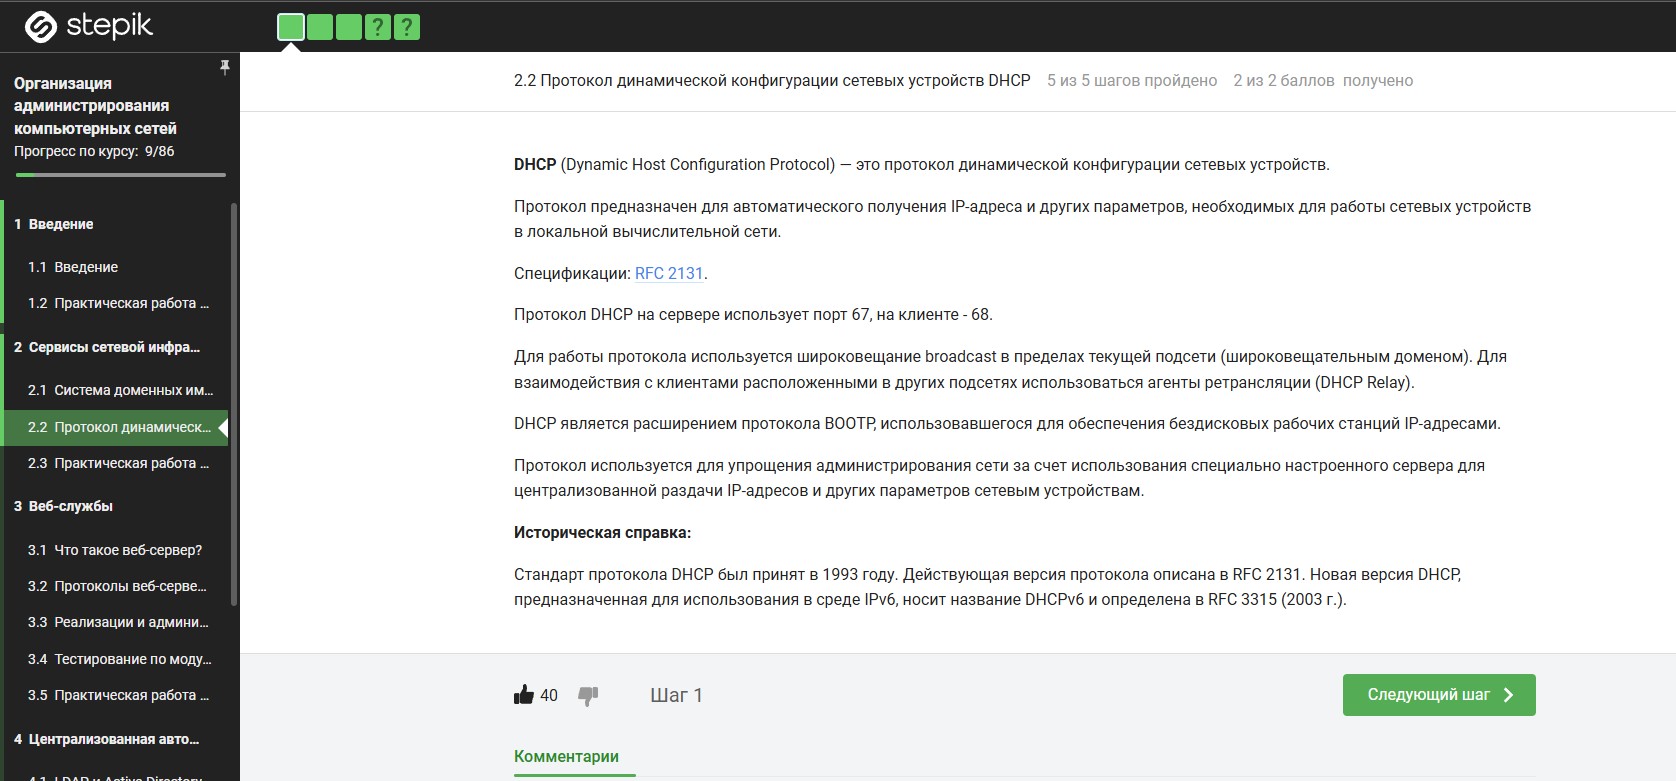 stepik
? ?
Организация
администрирования
компьютерных сетей
Прогресс по курсу: 9/86
1 Введение
1.1 Введение
1.2 Практическая работа ...
2 Сервисы сетевой инфра...
2.1 Система доменных им...
2.2 Протокол динамическ...
2.3 Практическая работа ...
3 Веб-службы
3.1 Что такое веб-сервер?
3.2 Протоколы веб-серве...
3.3 Реализации и админи...
3.4 Тестирование по моду...
3.5 Практическая работа ...
4 Централизованная авто...
4.1 LDAP и Active Directory
2.2 Протокол динамической конфигурации сетевых устройств DHCP 5 из 5 шагов пройдено 2 из 2 баллов получено
DHCP (Dynamic Host Configuration Protocol) — это протокол динамической конфигурации сетевых устройств.
Протокол предназначен для автоматического получения IP-адреса и других параметров, необходимых для работы сетевых устройств
в локальной вычислительной сети.
Спецификации: RFC 2131.
Протокол DHCP на сервере использует порт 67, на клиенте - 68.
Для работы протокола используется широковещание broadcast в пределах текущей подсети (широковещательным доменом). Для
взаимодействия с клиентами расположенными в других подсетях использоваться агенты ретрансляции (DHCP Relay).
DHCP является расширением протокола BOOTP, использовавшегося для обеспечения бездисковых рабочих станций IP-адресами.
Протокол используется для упрощения администрирования сети за счет использования специально настроенного сервера для
централизованной раздачи IP-адресов и других параметров сетевым устройствам.
Историческая справка:
Стандарт протокола DHCP был принят в 1993 году. Действующая версия протокола описана в RFC 2131. Новая версия DHCP,
предназначенная для использования в среде IPv6, носит название DHCPv6 и определена в RFC 3315 (2003 г.).
40 Шаг 1 Следующий шаг
Комментарии